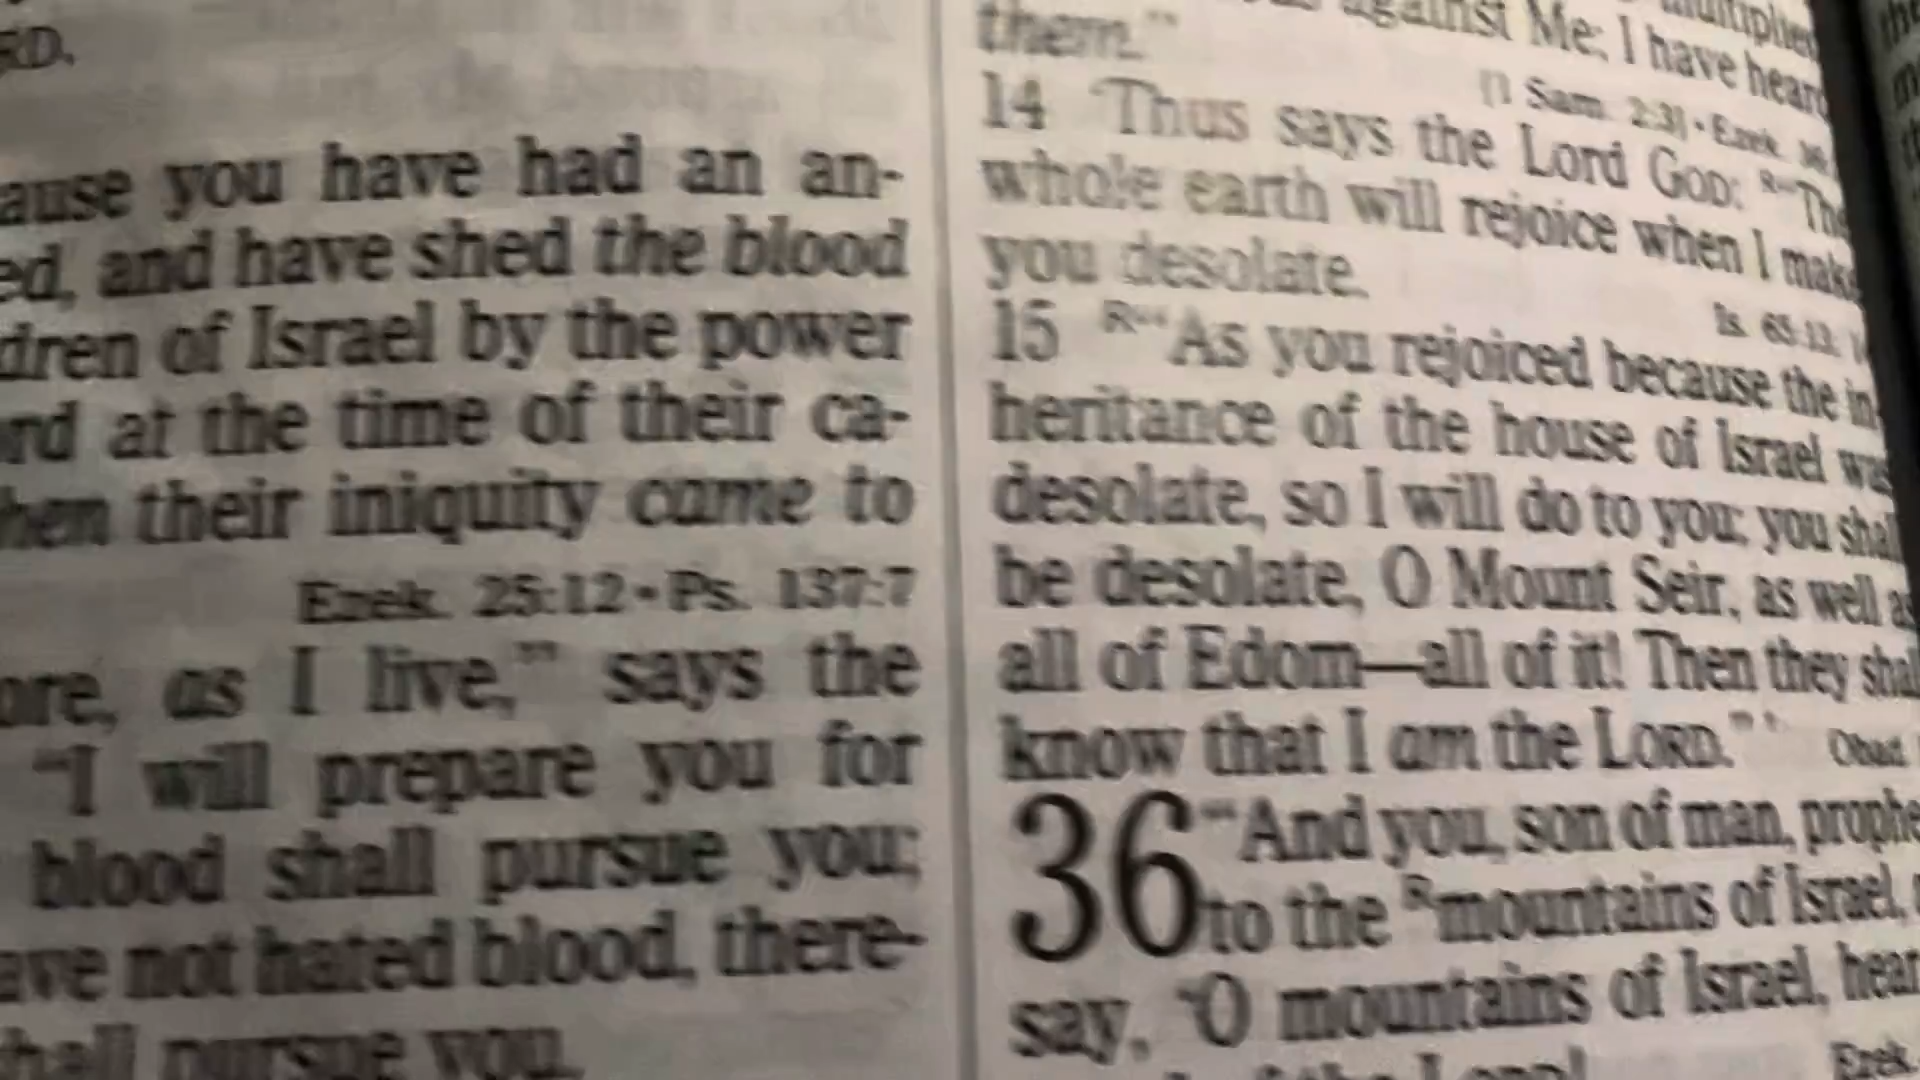 RD.
ause you have had an an-
ed, and have shed the blood
dren of Israel by the power
rd at the time of their ca-
hen their iniquity came to
Ezek. 25:12 • Ps. 137:7
ore, as I live,” says the
“I will prepare you for
blood shall pursue you;
ave not hated blood, there-
hall pursue you.
multiplied
against Me; I have heard
them.”
[1 Sam. 2:3] • Ezek.
14 ‘Thus says the Lord GOD: R“The
whole earth will rejoice when I make
you desolate.
Is. 65:13,
15 R“As you rejoiced because the in-
heritance of the house of Israel was
desolate, so I will do to you; you shall
be desolate, O Mount Seir, as well as
all of Edom—all of it! Then they shall
know that I am the LORD.” ’
Obad.
36 “And you, son of man, prophe
to the Rmountains of Israel,
say, ‘O mountains of Israel, hear
Ezek.